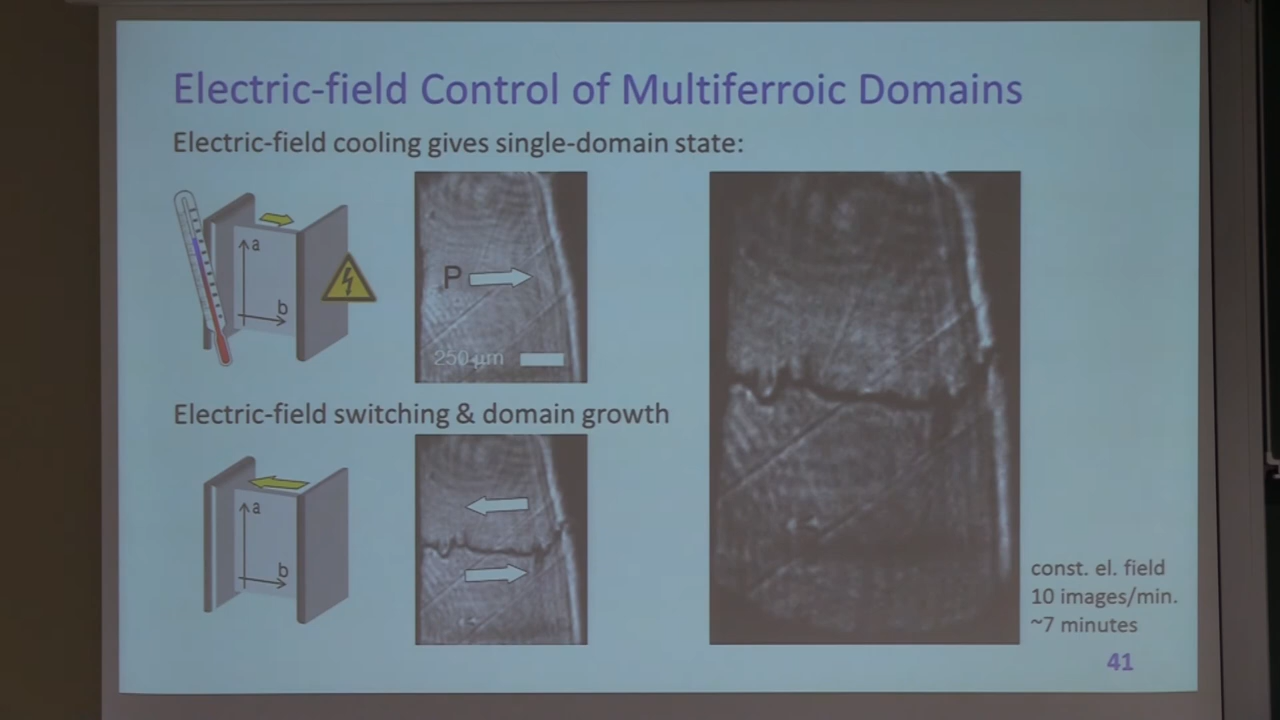 Electric-field Control of Multiferroic Domains
Electric-field cooling gives single-domain state:
a
b
P
250 μm
Electric-field switching & domain growth
a
b
const. el. field
10 images/min.
~7 minutes
41